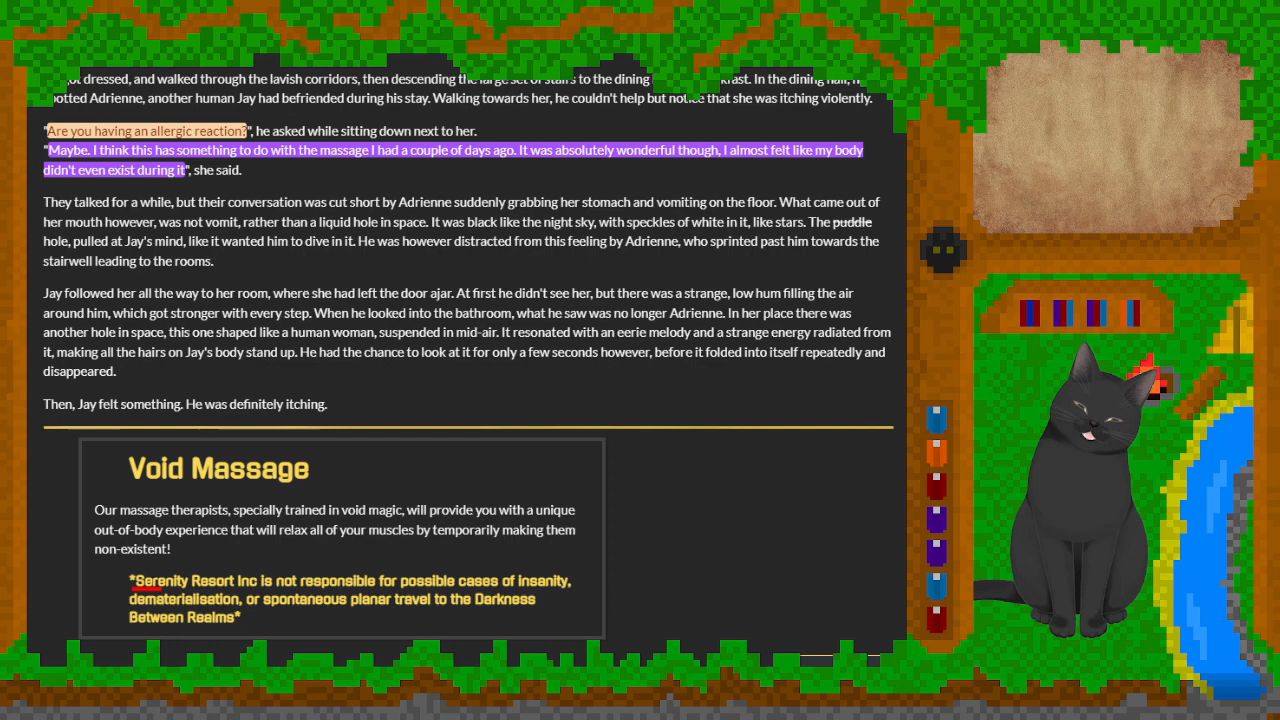 dressed, and walked through the lavish corridors, then descending the large set of stairs to the dining
spotted Adrienne, another human Jay had befriended during his stay. Walking towards her, he couldn't help but notice that she was itching violently.
"Are you having an allergic reaction?", he asked while sitting down next to her.
"Maybe. I think this has something to do with the massage I had a couple of days ago. It was absolutely wonderful though, I almost felt like my body
didn't even exist during it", she said.
They talked for a while, but their conversation was cut short by Adrienne suddenly grabbing her stomach and vomiting on the floor. What came out of
her mouth however, was not vomit, rather than a liquid hole in space. It was black like the night sky, with speckles of white in it, like stars. The puddle
hole, pulled at Jay's mind, like it wanted him to dive in it. He was however distracted from this feeling by Adrienne, who sprinted past him towards the
stairwell leading to the rooms.
Jay followed her all the way to her room, where she had left the door ajar. At first he didn't see her, but there was a strange, low hum filling the air
around him, which got stronger with every step. When he looked into the bathroom, what he saw was no longer Adrienne. In her place there was
another hole in space, this one shaped like a human woman, suspended in mid-air. It resonated with an eerie melody and a strange energy radiated from
it, making all the hairs on Jay's body stand up. He had the chance to look at it for only a few seconds however, before it folded into itself repeatedly and
disappeared.
Then, Jay felt something. He was definitely itching.
Void Massage
Our massage therapists, specially trained in void magic, will provide you with a unique
out-of-body experience that will relax all of your muscles by temporarily making them
non-existent!
*Serenity Resort Inc is not responsible for possible cases of insanity,
dematerialisation, or spontaneous planar travel to the Darkness
Between Realms*